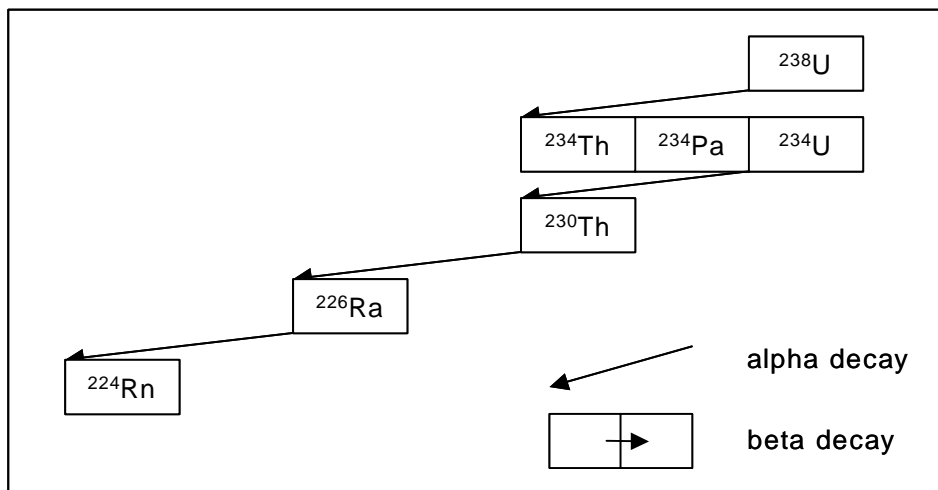 ²³⁸U
²³⁴Th ²³⁴Pa ²³⁴U
²³⁰Th
²²⁶Ra
²²⁴Rn
alpha decay
beta decay